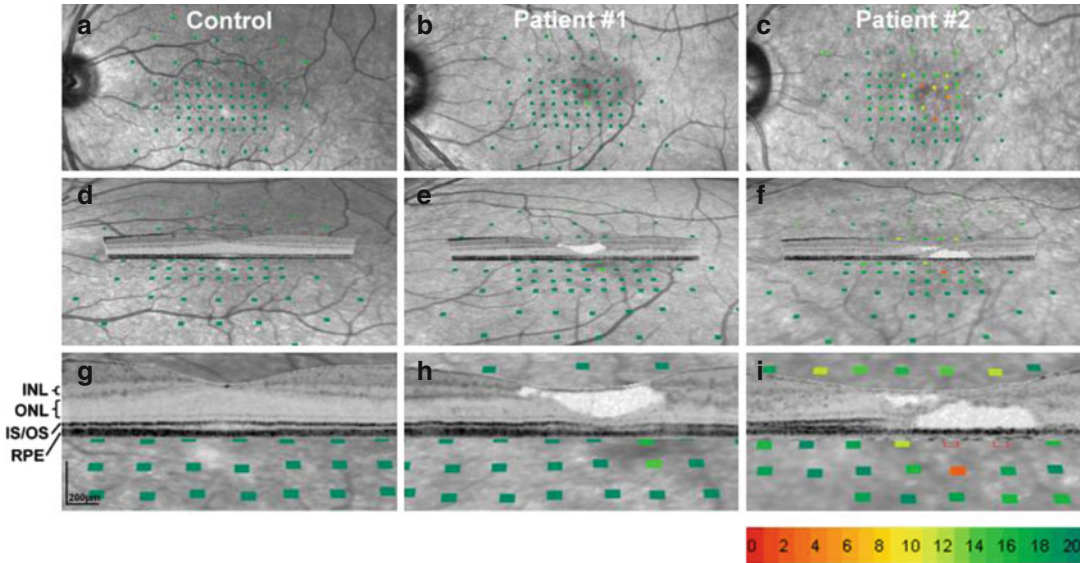 a Control
b Patient #1
c Patient #2
d
e
f
g
h
i
INL
ONL
IS/OS
RPE
200µm
0 2 4 6 8 10 12 14 16 18 20